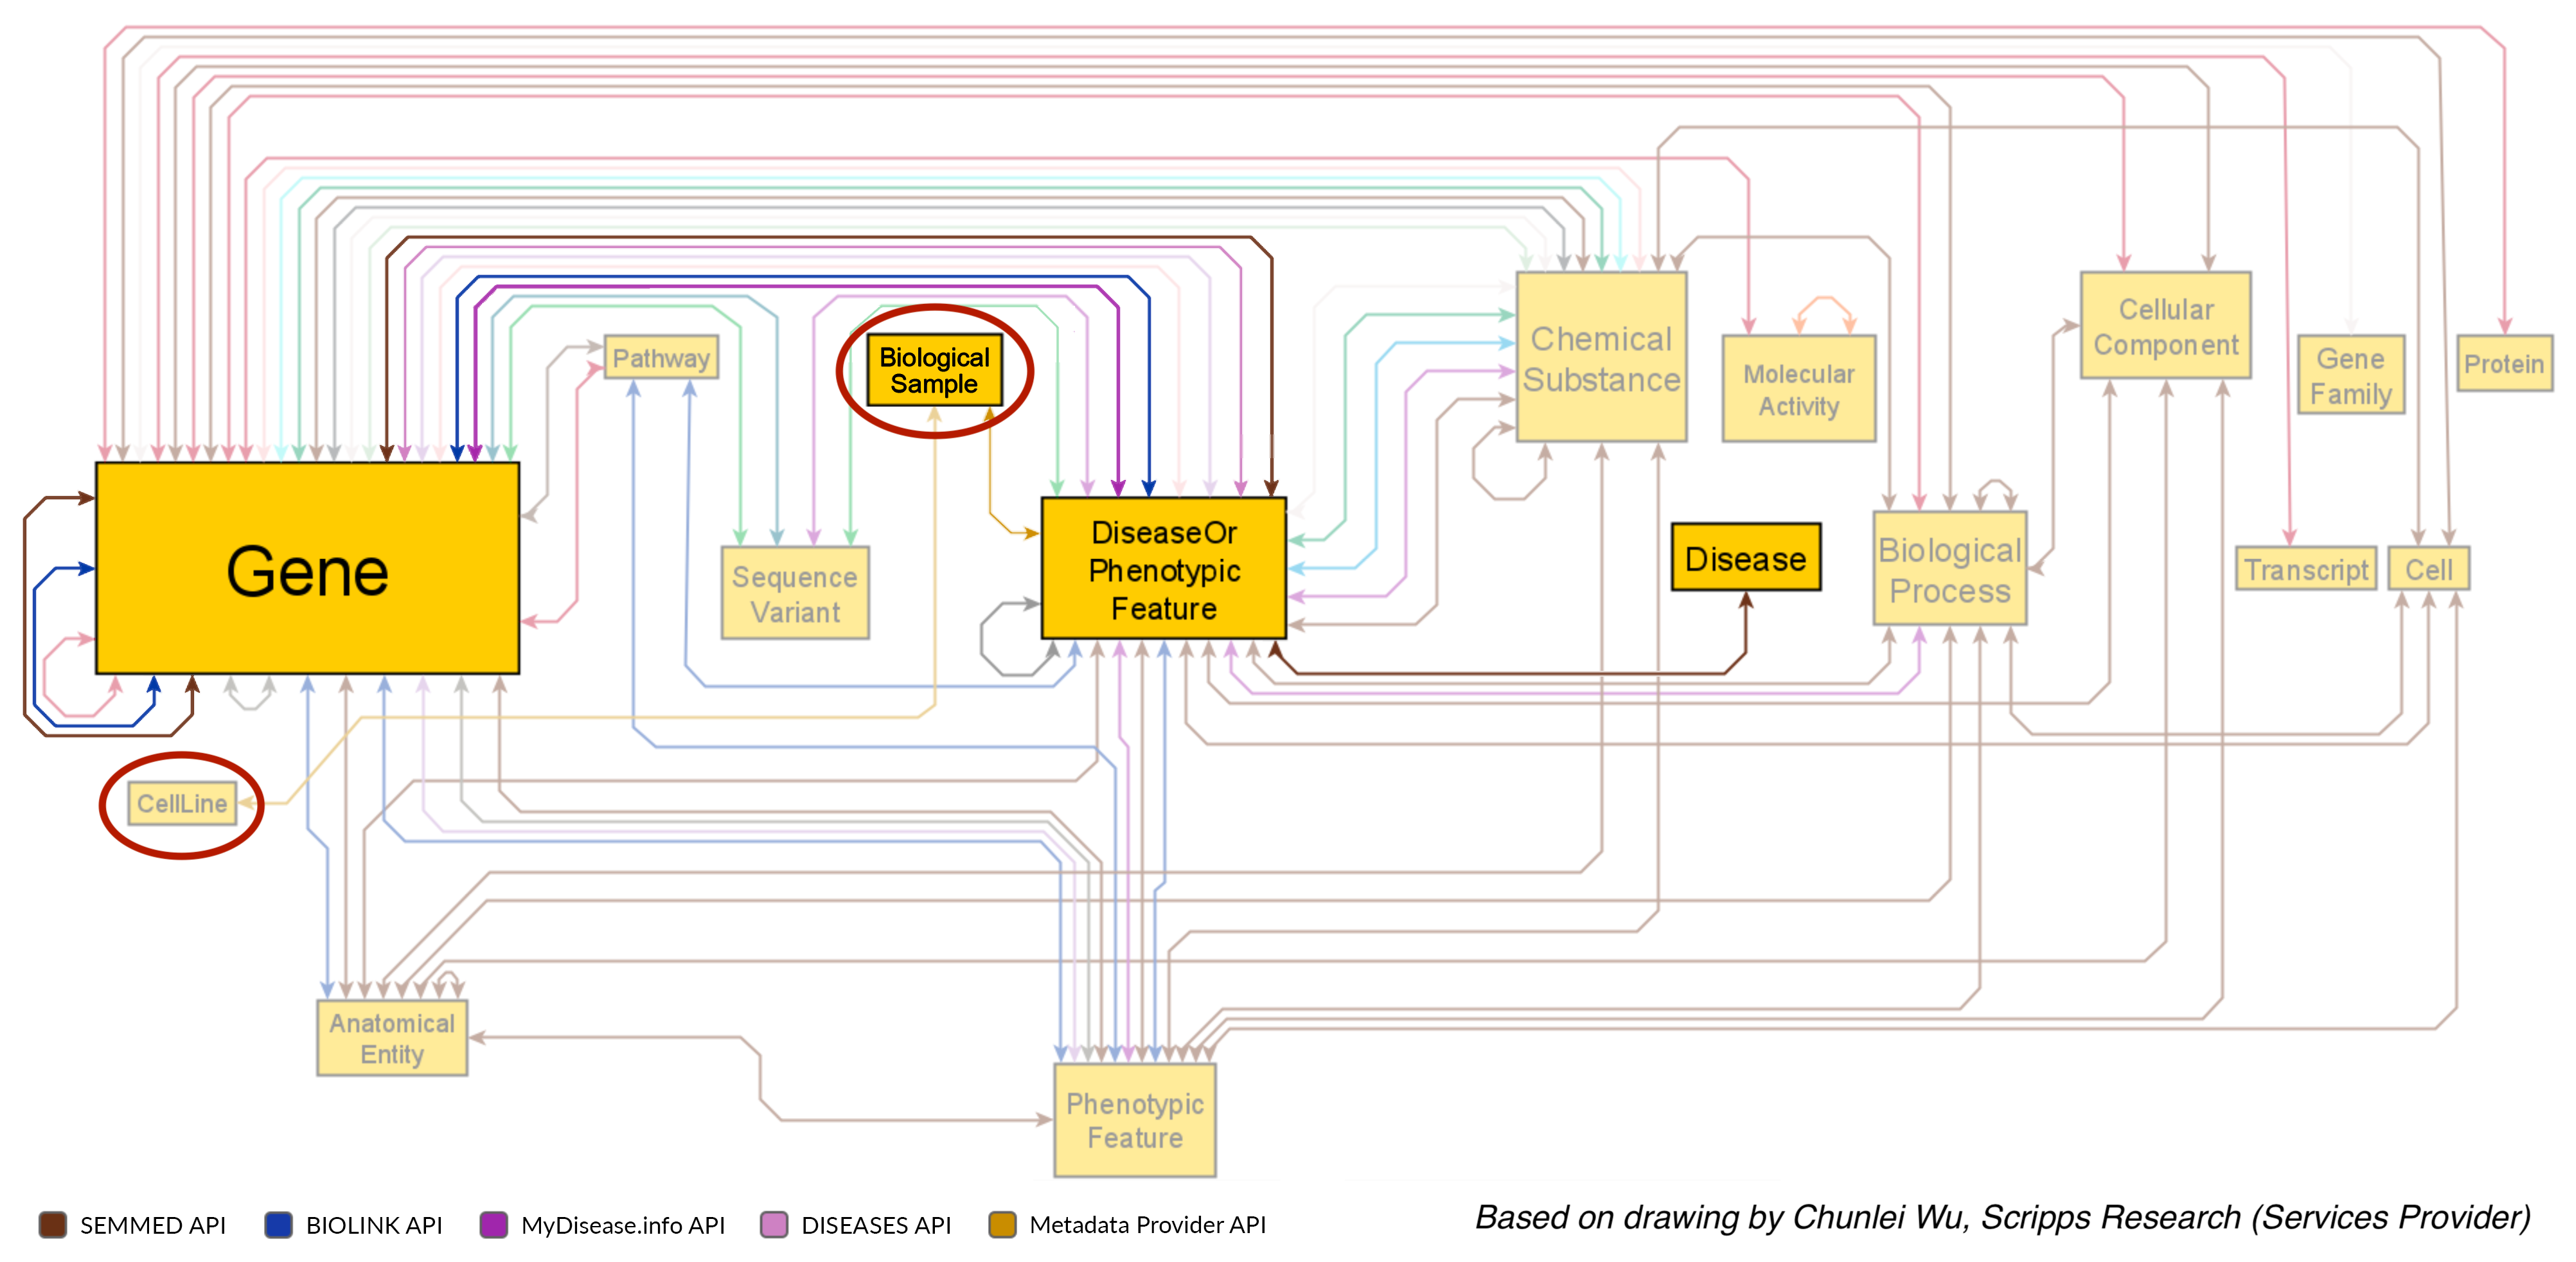 Pathway
Biological
Sample
Chemical
Substance
Molecular
Activity
Cellular
Component
Gene
Family
Protein
Gene
Sequence
Variant
DiseaseOr
Phenotypic
Feature
Disease
Biological
Process
Transcript
Cell
CellLine
Anatomical
Entity
Phenotypic
Feature
SEMMED API
BIOLINK API
MyDisease.info API
DISEASES API
Metadata Provider API
Based on drawing by Chunlei Wu, Scripps Research (Services Provider)